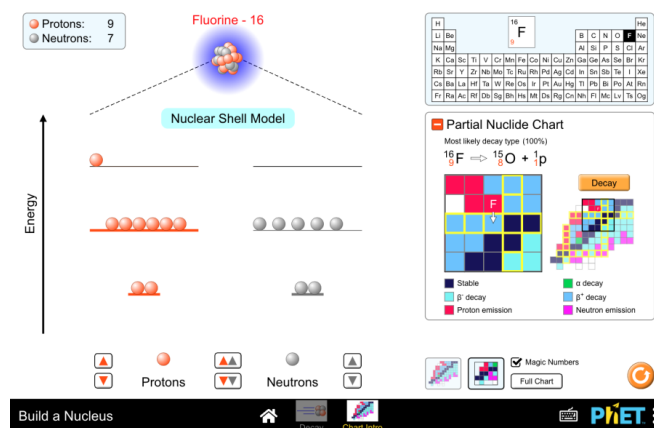 Protons: 9
Neutrons: 7
Fluorine - 16
Nuclear Shell Model
Energy
Protons
Neutrons
16
9 F
H He
Li Be B C N O F Ne
Na Mg Al Si P S Cl Ar
K Ca Sc Ti V Cr Mn Fe Co Ni Cu Zn Ga Ge As Se Br Kr
Rb Sr Y Zr Nb Mo Tc Ru Rh Pd Ag Cd In Sn Sb Te I Xe
Cs Ba La Hf Ta W Re Os Ir Pt Au Hg Tl Pb Bi Po At Rn
Fr Ra Ac Rf Db Sg Bh Hs Mt Ds Rg Cn Nh Fl Mc Lv Ts Og
Partial Nuclide Chart
Most likely decay type (100%)
16 9 F ⇒ 15 8 O + 1 1 p
F
Decay
Stable
α decay
β⁻ decay
β⁺ decay
Proton emission
Neutron emission
Magic Numbers
Full Chart
Build a Nucleus
Decay
Chart Intro
PhET